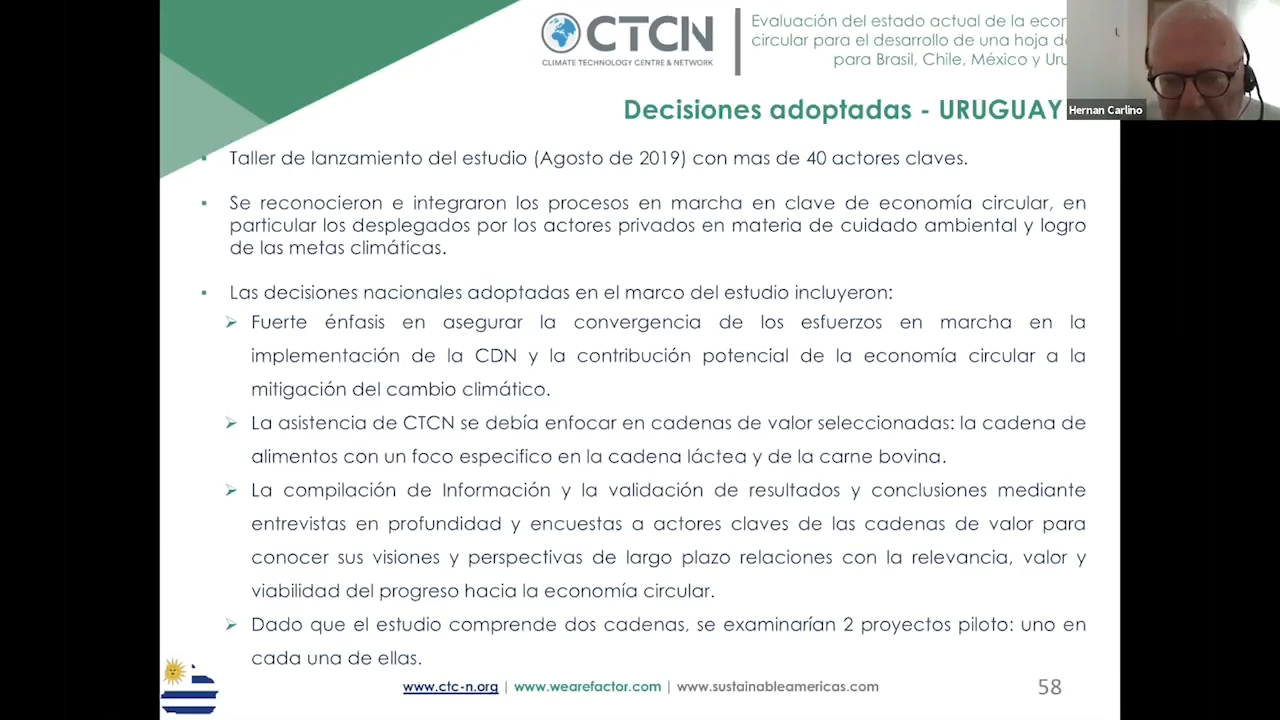 CTCN
CLIMATE TECHNOLOGY CENTRE & NETWORK
Evaluación del estado actual de la
circular para el desarrollo de una hoja
para Brasil, Chile, México y
Hernan Carlino
Decisiones adoptadas - URUGUAY
▪ Taller de lanzamiento del estudio (Agosto de 2019) con mas de 40 actores claves.
▪ Se reconocieron e integraron los procesos en marcha en clave de economía circular, en
particular los desplegados por los actores privados en materia de cuidado ambiental y logro
de las metas climáticas.
▪ Las decisiones nacionales adoptadas en el marco del estudio incluyeron:
➢ Fuerte énfasis en asegurar la convergencia de los esfuerzos en marcha en la
implementación de la CDN y la contribución potencial de la economía circular a la
mitigación del cambio climático.
➢ La asistencia de CTCN se debía enfocar en cadenas de valor seleccionadas: la cadena de
alimentos con un foco especifico en la cadena láctea y de la carne bovina.
➢ La compilación de Información y la validación de resultados y conclusiones mediante
entrevistas en profundidad y encuestas a actores claves de las cadenas de valor para
conocer sus visiones y perspectivas de largo plazo relaciones con la relevancia, valor y
viabilidad del progreso hacia la economía circular.
➢ Dado que el estudio comprende dos cadenas, se examinarían 2 proyectos piloto: uno en
cada una de ellas.
www.ctc-n.org | www.wearefactor.com | www.sustainableamericas.com
58